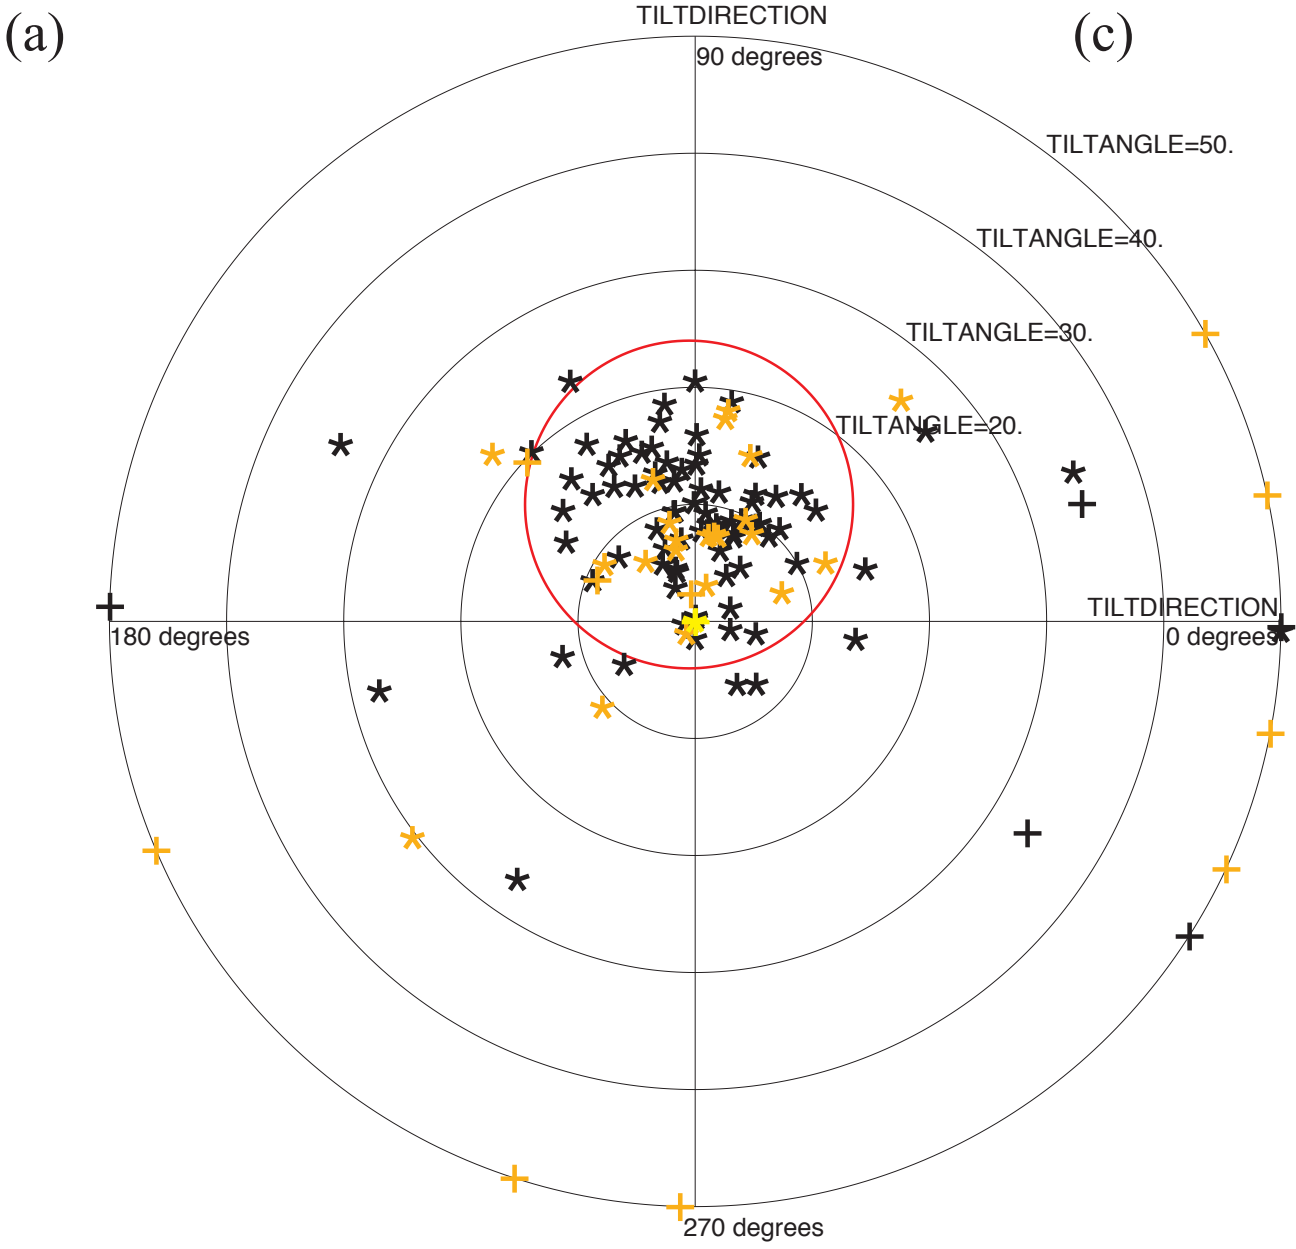 (a)
TILTDIRECTION
90 degrees
(c)
TILTANGLE=50.
TILTANGLE=40.
TILTANGLE=30.
TILTANGLE=20.
180 degrees
TILTDIRECTION
0 degrees
270 degrees